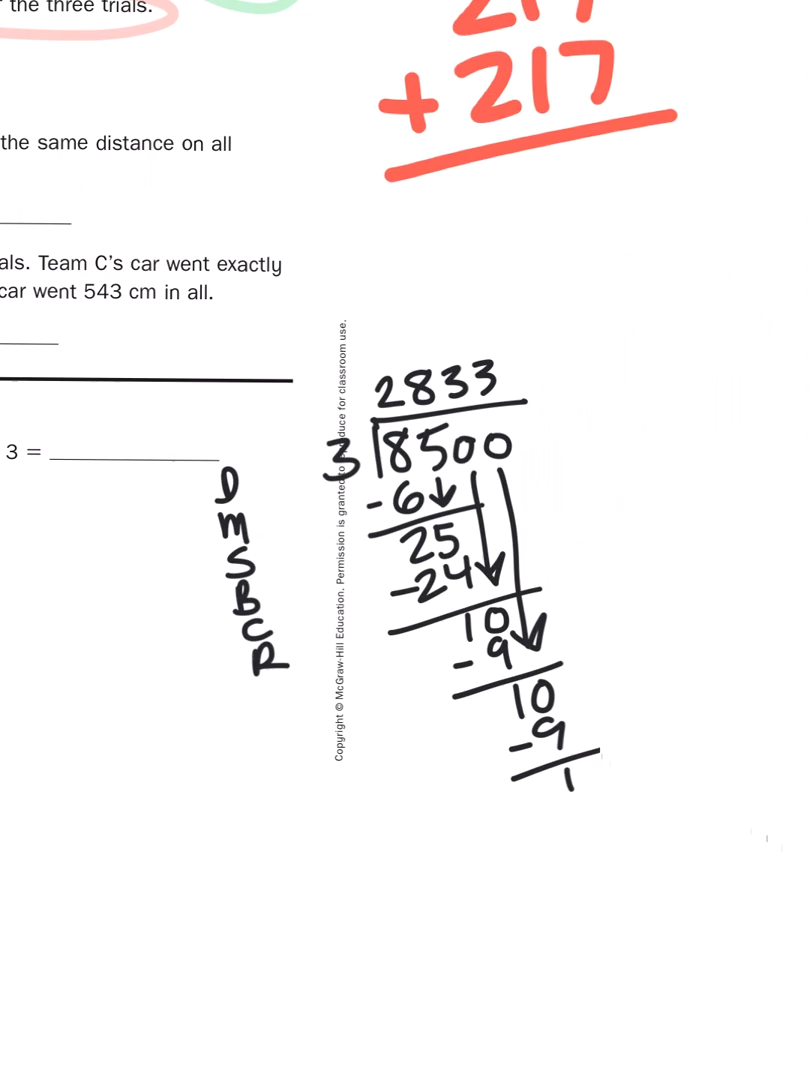 the three trials.
+217
the same distance on all
als. Team C's car went exactly
car went 543 cm in all.
3 =
Copyright © McGraw-Hill Education. Permission is granted to reproduce for classroom use.
2833
3 8500
-6
25
-24
10
-9
10
-9
1
D
M
S
B
C
R